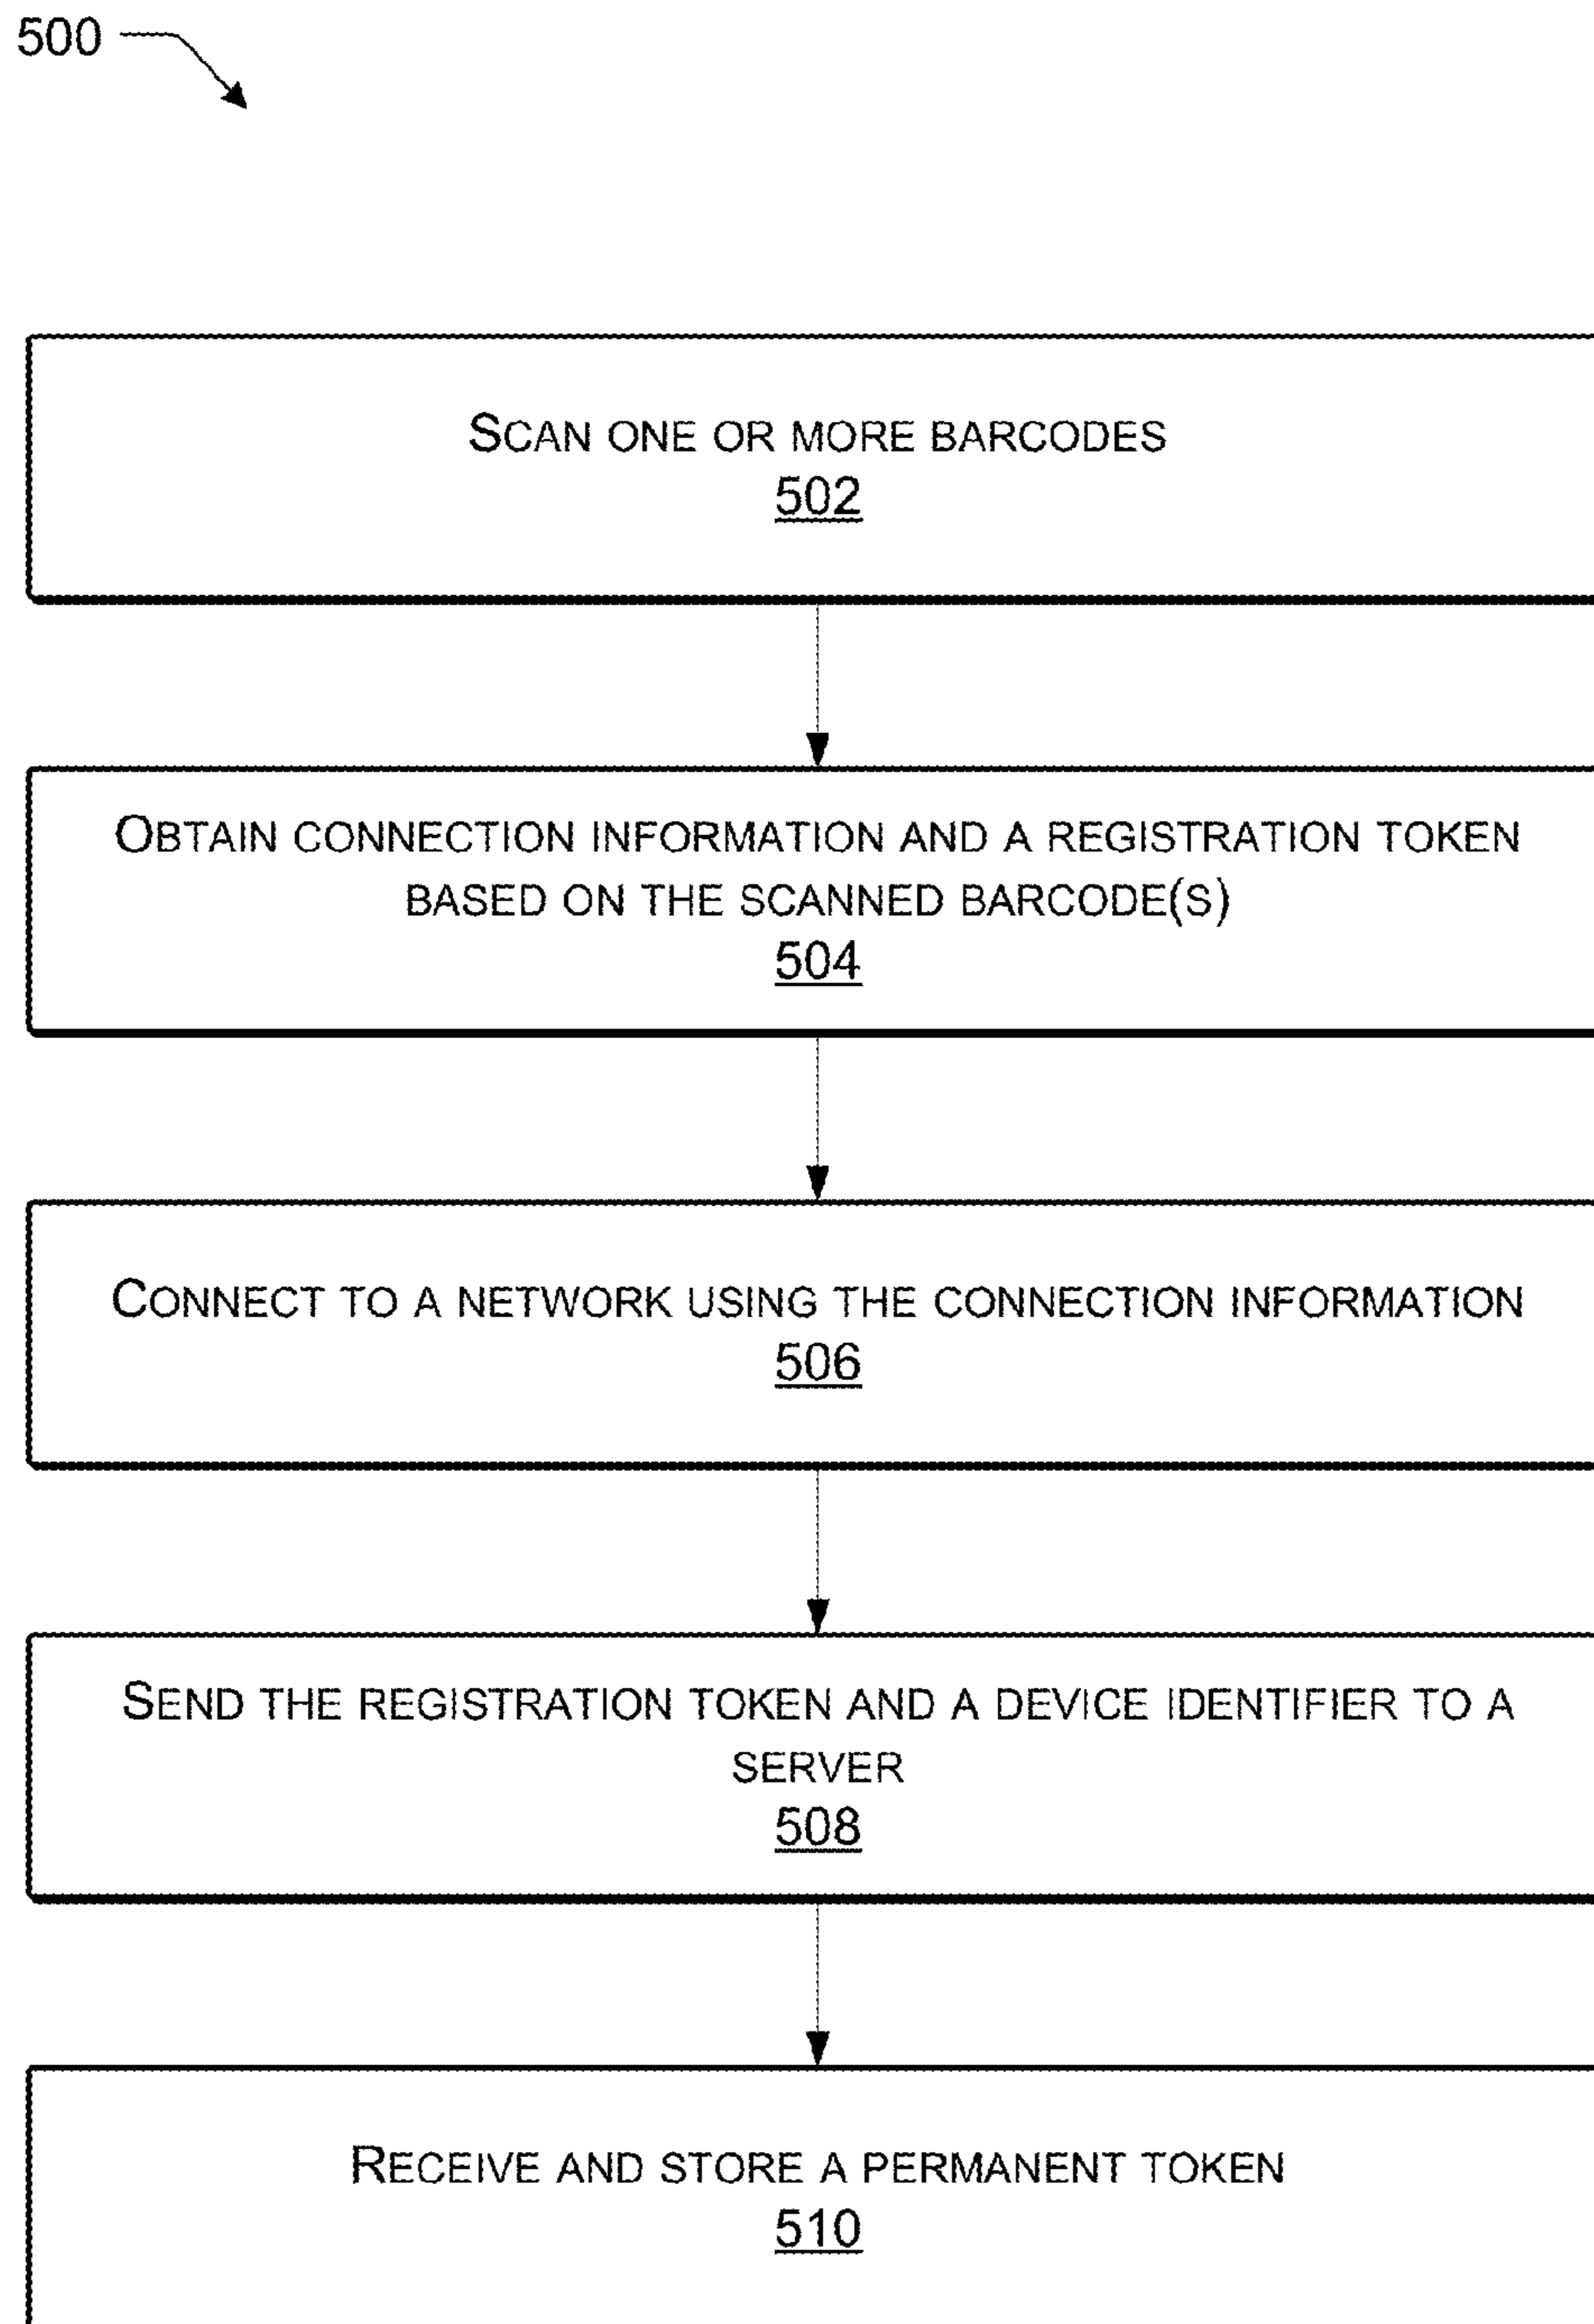 500
SCAN ONE OR MORE BARCODES
502
OBTAIN CONNECTION INFORMATION AND A REGISTRATION TOKEN
BASED ON THE SCANNED BARCODE(S)
504
CONNECT TO A NETWORK USING THE CONNECTION INFORMATION
506
SEND THE REGISTRATION TOKEN AND A DEVICE IDENTIFIER TO A
SERVER
508
RECEIVE AND STORE A PERMANENT TOKEN
510